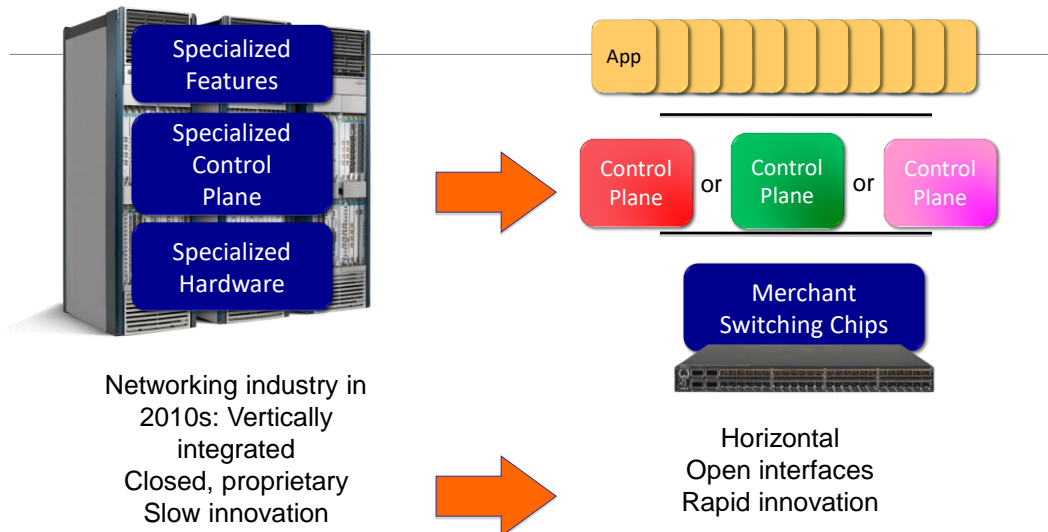 Specialized
Features
Specialized
Control
Plane
Specialized
Hardware
Networking industry in
2010s: Vertically
integrated
Closed, proprietary
Slow innovation
App
Control
Plane
or
Control
Plane
or
Control
Plane
Merchant
Switching Chips
Horizontal
Open interfaces
Rapid innovation